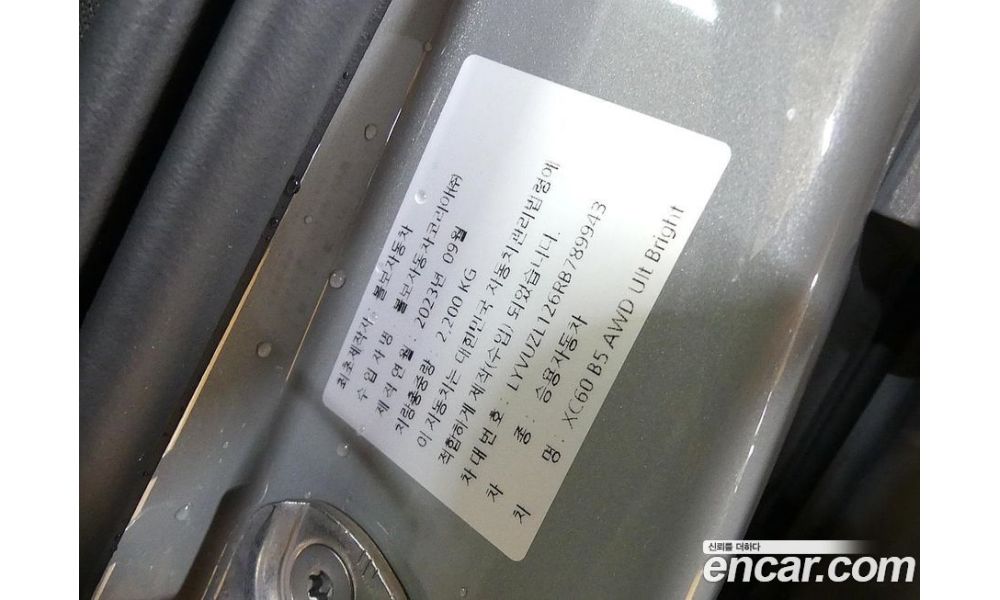 최초제작자 : 볼보자동차
수 입 자 명 : 볼보자동차코리아(주)
제 작 연 월 : 2023년 09월
차량총중량 : 2,200 KG
이 자동차는 대한민국 자동차관리법령에
적합하게 제작(수입) 되었습니다.
차 대 번 호 : LYVUZL126RB789943
차 종 : 승용자동차
차 명 : XC60 B5 AWD Ult Bright
신뢰를 더하다
encar.com